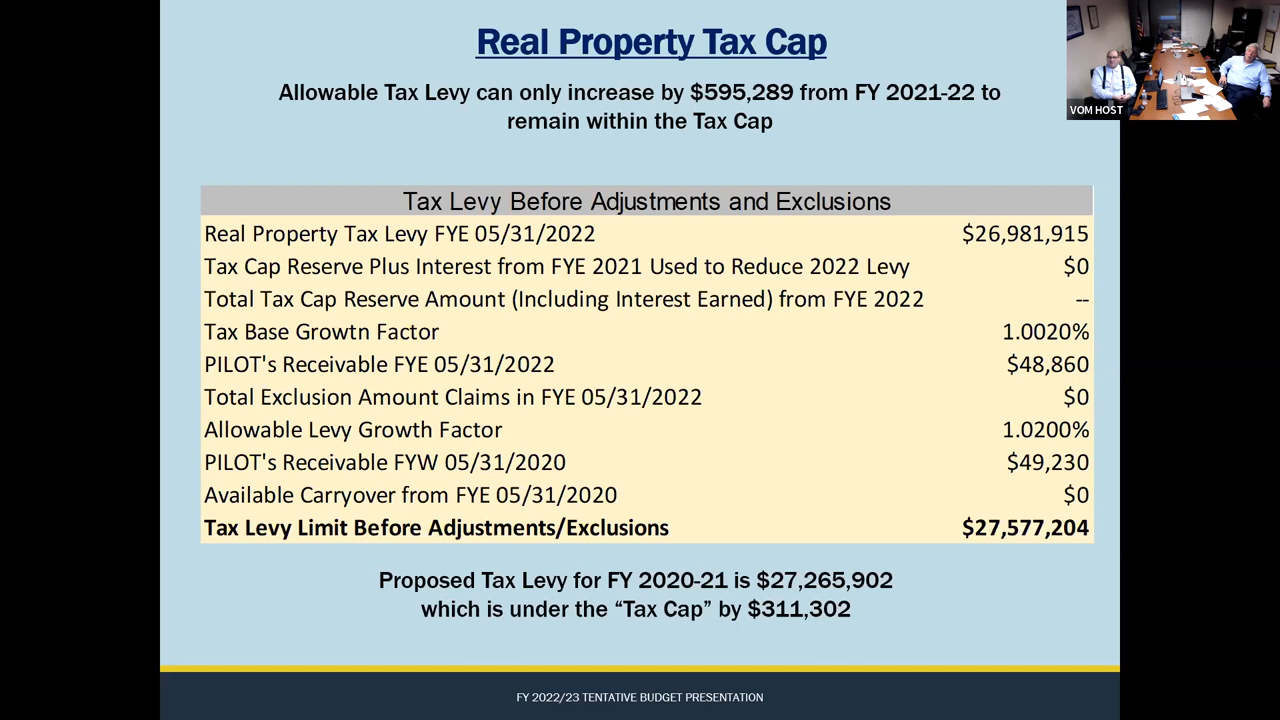 Real Property Tax Cap
Allowable Tax Levy can only increase by $595,289 from FY 2021-22 to
remain within the Tax Cap
VOM HOST
Tax Levy Before Adjustments and Exclusions
Real Property Tax Levy FYE 05/31/2022 $26,981,915
Tax Cap Reserve Plus Interest from FYE 2021 Used to Reduce 2022 Levy $0
Total Tax Cap Reserve Amount (Including Interest Earned) from FYE 2022 --
Tax Base Growtn Factor 1.0020%
PILOT's Receivable FYE 05/31/2022 $48,860
Total Exclusion Amount Claims in FYE 05/31/2022 $0
Allowable Levy Growth Factor 1.0200%
PILOT's Receivable FYW 05/31/2020 $49,230
Available Carryover from FYE 05/31/2020 $0
Tax Levy Limit Before Adjustments/Exclusions $27,577,204
Proposed Tax Levy for FY 2020-21 is $27,265,902
which is under the “Tax Cap” by $311,302
FY 2022/23 TENTATIVE BUDGET PRESENTATION